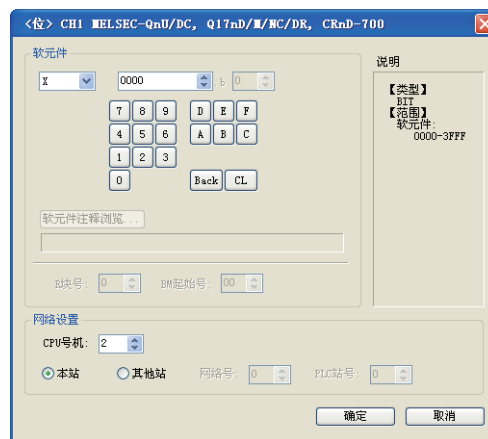 <位> CH1 MELSEC-QnU/DC, Q17nD/M/NC/DR, CRnD-700
软元件
X 0000 . b 0
7 8 9 D E F
4 5 6 A B C
1 2 3
0 Back CL
软元件注释浏览...
R块号: 0 BM起始号: 00
说明
【类型】
BIT
【范围】
软元件:
0000-3FFF
网络设置
CPU号机: 2
本站 其他站 网络号: 0 PLC站号: 0
确定 取消